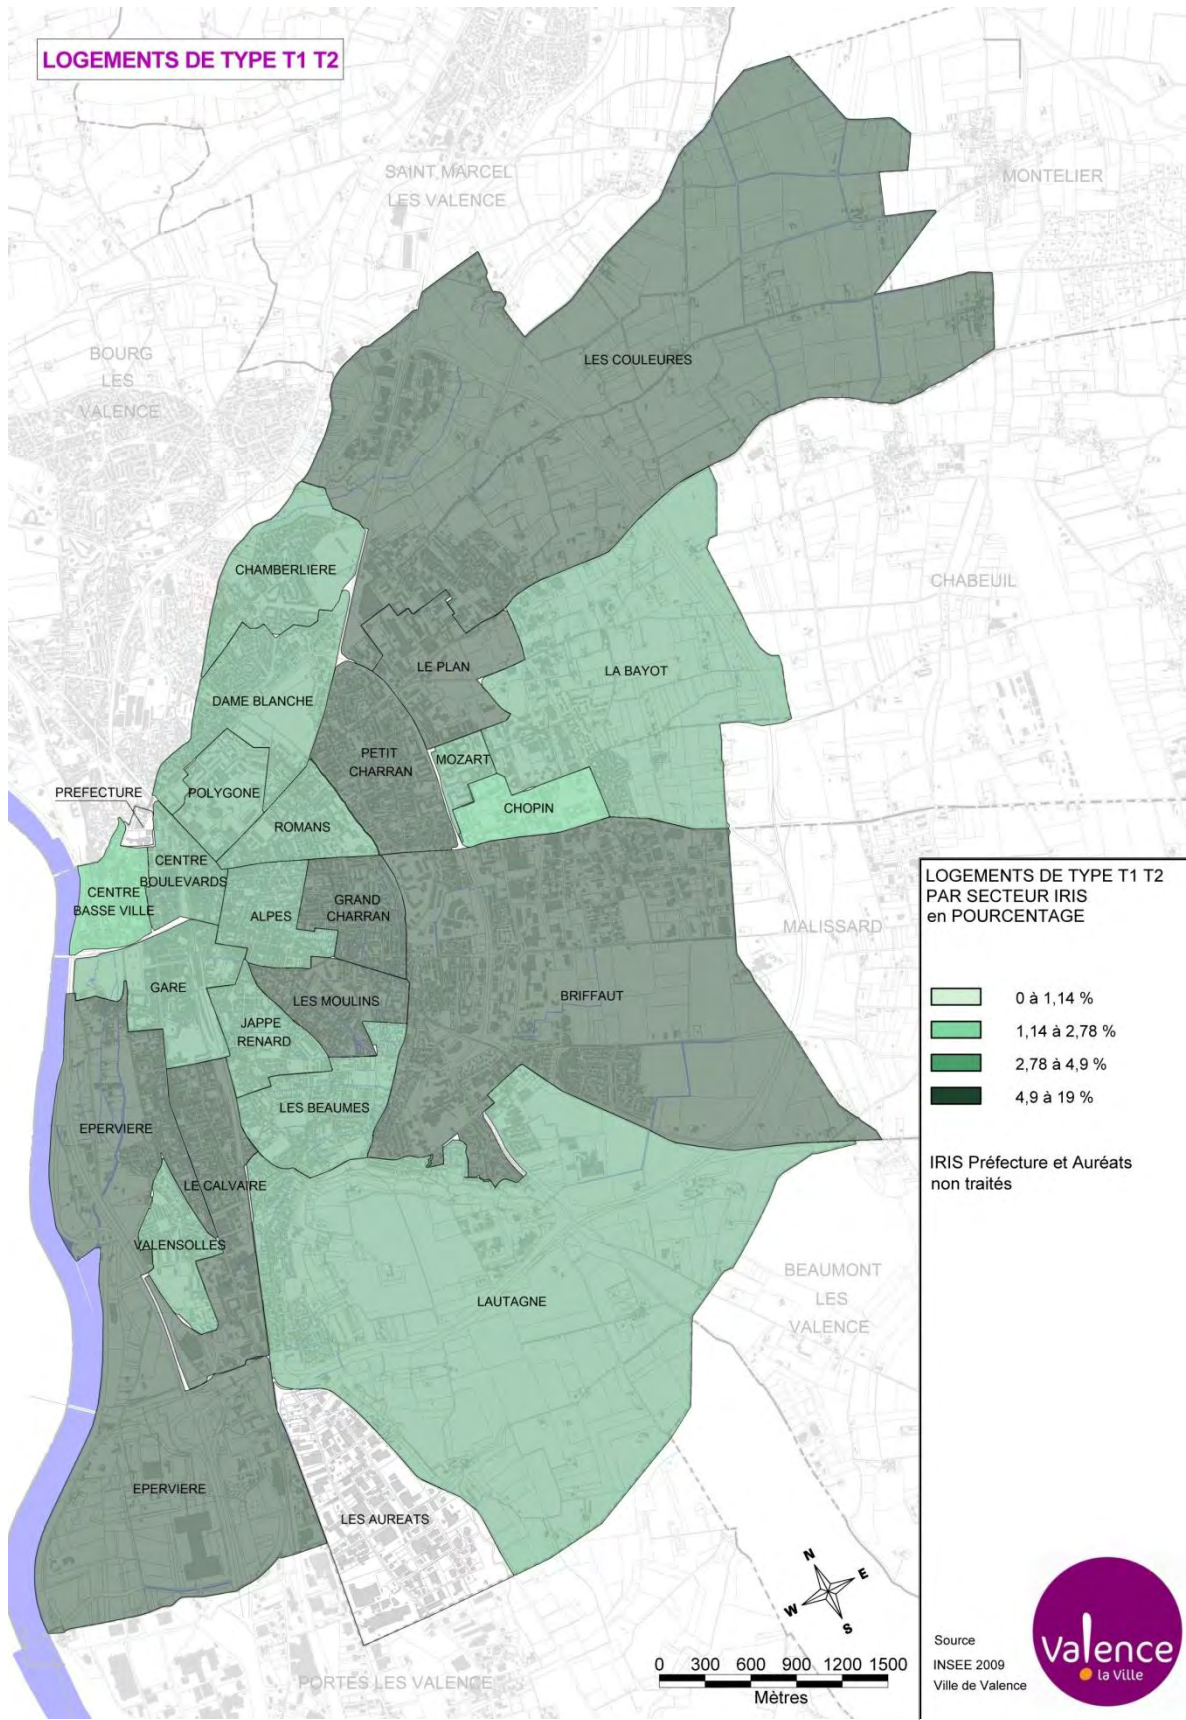 LOGEMENTS DE TYPE T1 T2
SAINT MARCEL
LES VALENCE
MONTELIER
BOURG
LES
VALENCE
LES COULEURES
CHAMBERLIERE
CHABEUIL
LE PLAN
LA BAYOT
DAME BLANCHE
PETIT
CHARRAN
MOZART
POLYGONE
PREFECTURE
CHOPIN
ROMANS
CENTRE
BOULEVARDS
CENTRE
BASSE VILLE
ALPES
GRAND
CHARRAN
MALISSARD
GARE
LES MOULINS
BRIFFAUT
JAPPE
RENARD
LES BEAUMES
EPERVIERE
LE CALVAIRE
VALENSOLLES
LAUTAGNE
BEAUMONT
LES
VALENCE
EPERVIERE
LES AUREATS
PORTES LES VALENCE
LOGEMENTS DE TYPE T1 T2
PAR SECTEUR IRIS
en POURCENTAGE
0 à 1,14 %
1,14 à 2,78 %
2,78 à 4,9 %
4,9 à 19 %
IRIS Préfecture et Auréats
non traités
N
E
W
S
0 300 600 900 1200 1500
Mètres
Source
INSEE 2009
Ville de Valence
Valence
la Ville